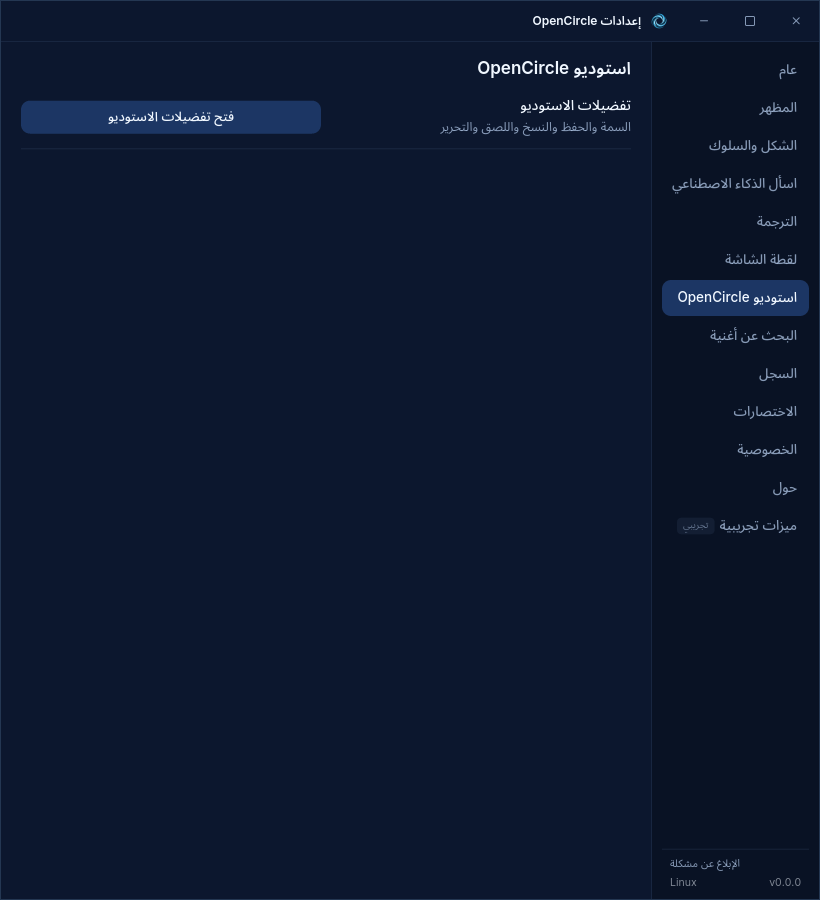 إعدادات OpenCircle
عام
المظهر
الشكل والسلوك
اسأل الذكاء الاصطناعي
الترجمة
لقطة الشاشة
استوديو OpenCircle
البحث عن أغنية
السجل
الاختصارات
الخصوصية
حول
ميزات تجريبية تجريبي
الإبلاغ عن مشكلة
v0.0.0 Linux
استوديو OpenCircle
تفضيلات الاستوديو
السمة والحفظ والنسخ واللصق والتحرير
فتح تفضيلات الاستوديو